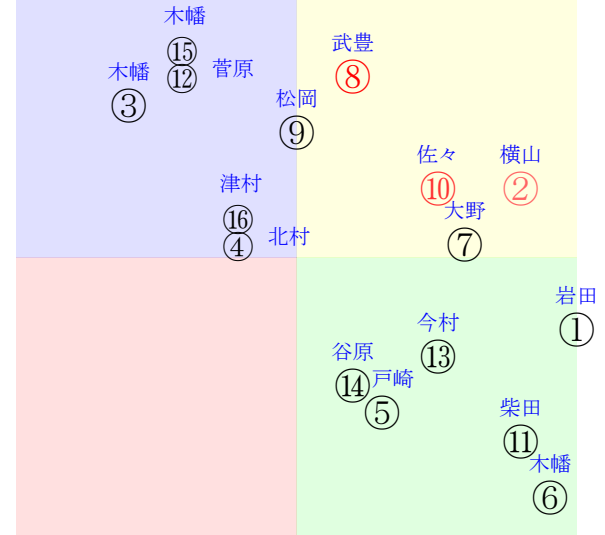 木幡
⑮
⑫
菅原
木幡
③
武豊
⑧
松岡
⑨
佐々
⑩
横山
②
大野
⑦
津村
⑯
④
北村
岩田
①
今村
⑬
谷原
⑭
戸崎
⑤
柴田
⑪
木幡
⑥